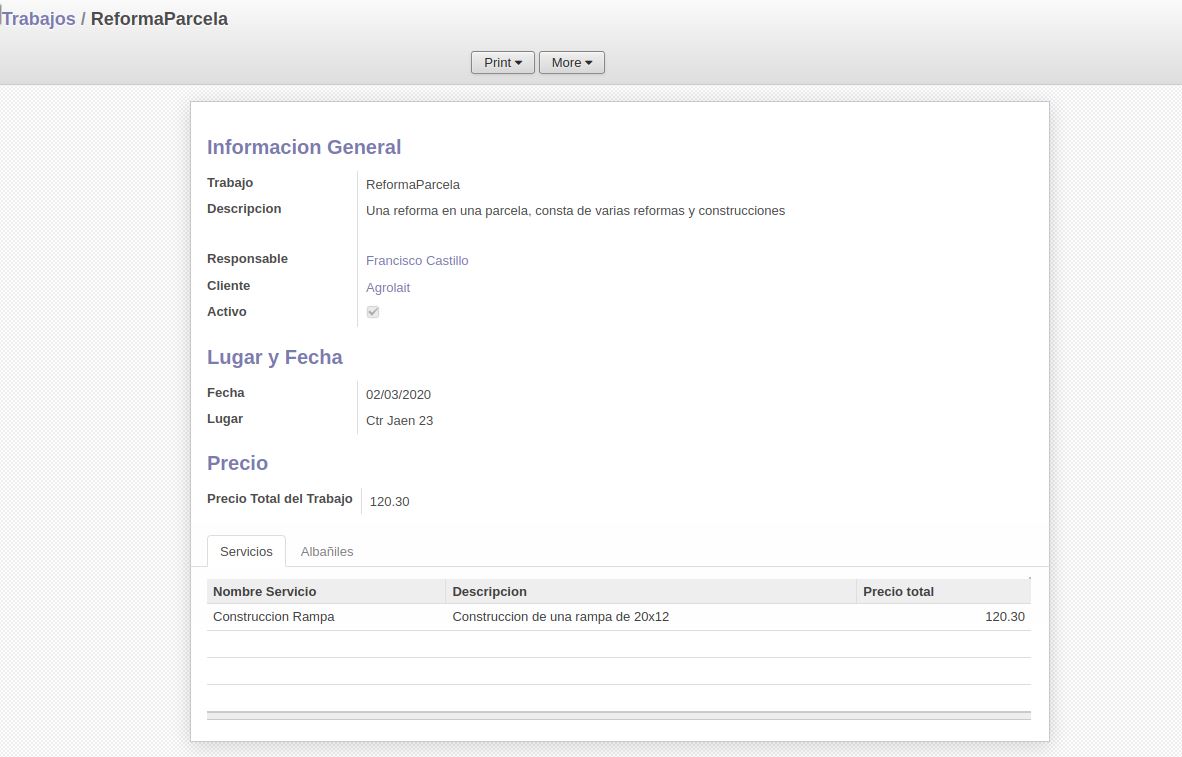 Trabajos / ReformaParcela
Print More
Informacion General
Trabajo ReformaParcela
Descripcion Una reforma en una parcela, consta de varias reformas y construcciones
Responsable Francisco Castillo
Cliente Agrolait
Activo
Lugar y Fecha
Fecha 02/03/2020
Lugar Ctr Jaen 23
Precio
Precio Total del Trabajo 120.30
Servicios Albañiles
Nombre Servicio Descripcion Precio total
Construccion Rampa Construccion de una rampa de 20x12 120.30